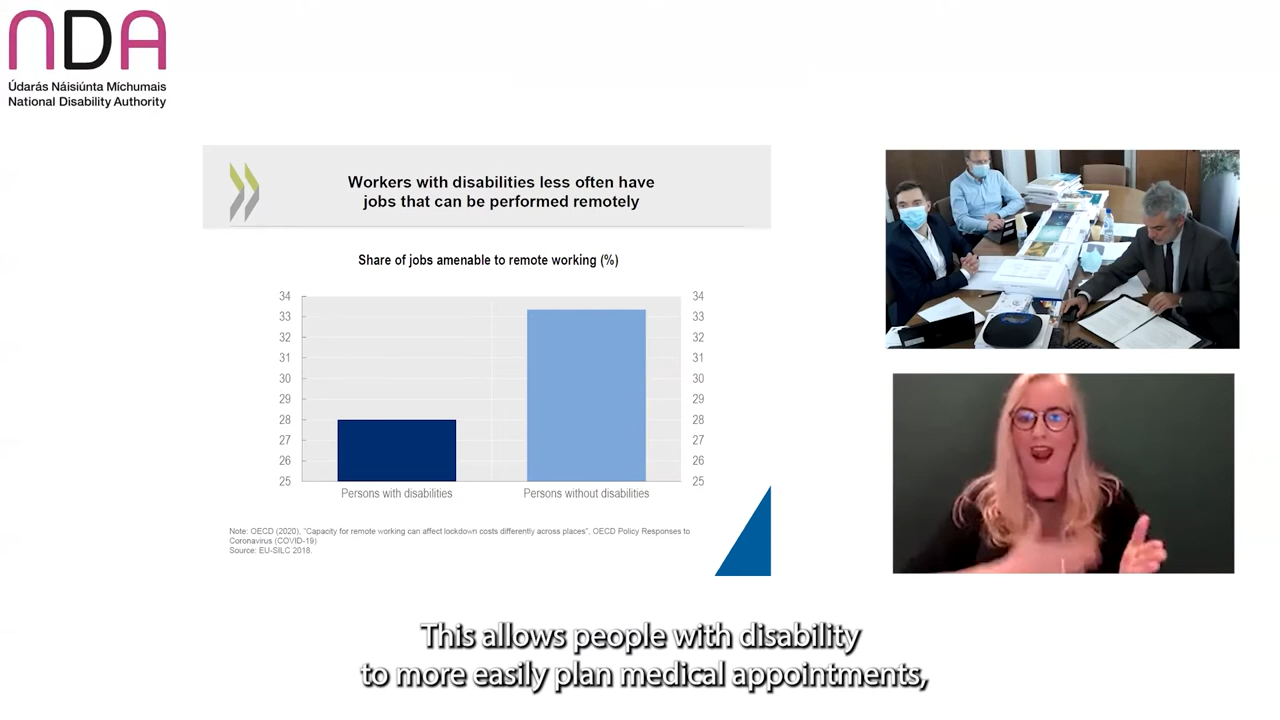 NDA
Údarás Náisiúnta Míchumais
National Disability Authority
Workers with disabilities less often have
jobs that can be performed remotely
Share of jobs amenable to remote working (%)
34
33
32
31
30
29
28
27
26
25
34
33
32
31
30
29
28
27
26
25
Persons with disabilities
Persons without disabilities
Note: OECD (2020), "Capacity for remote working can affect lockdown costs differently across places", OECD Policy Responses to
Coronavirus (COVID-19)
Source: EU-SILC 2018.
This allows people with disability
to more easily plan medical appointments,